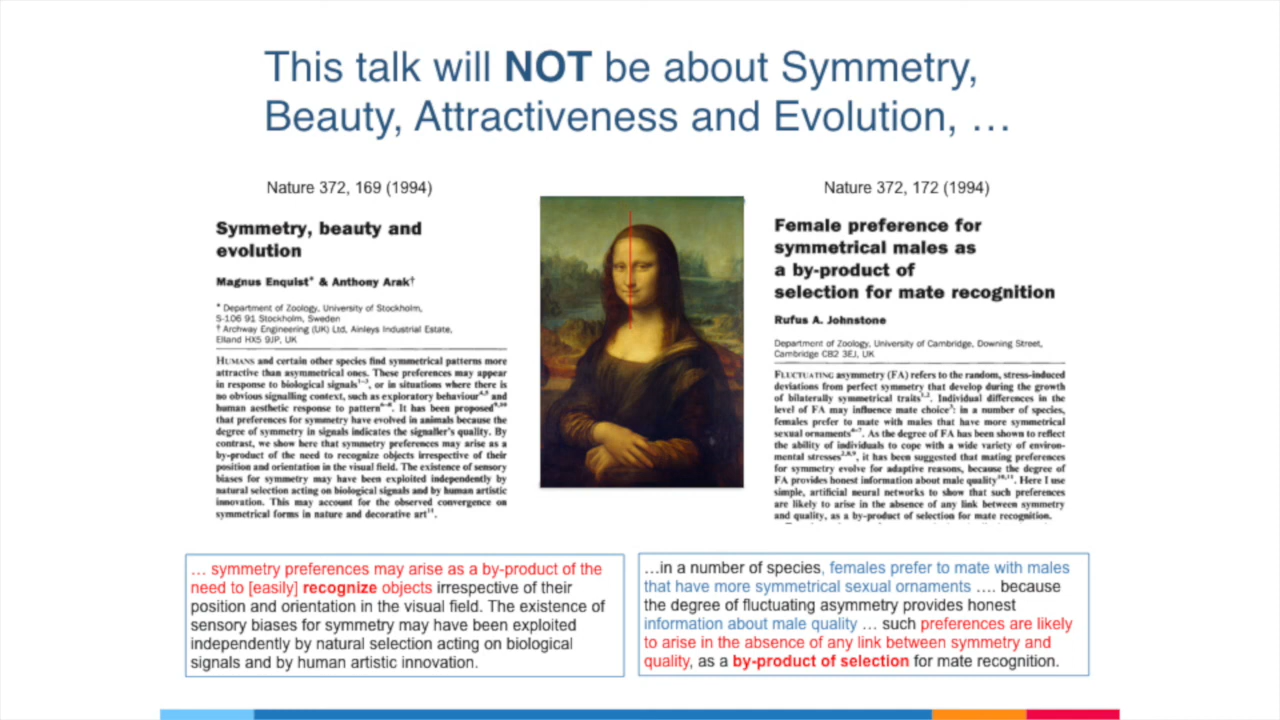 This talk will NOT be about Symmetry,
Beauty, Attractiveness and Evolution, …
Nature 372, 169 (1994)
Symmetry, beauty and
evolution
Magnus Enquist* & Anthony Arak†
* Department of Zoology, University of Stockholm,
S-106 91 Stockholm, Sweden
† Archway Engineering (UK) Ltd, Ainleys Industrial Estate,
Elland HX5 9JP, UK
HUMANS and certain other species find symmetrical patterns more
attractive than asymmetrical ones. These preferences may appear
in response to biological signals1–3, or in situations where there is
no obvious signalling context, such as exploratory behaviour4,5 and
human aesthetic response to pattern6–8. It has been proposed9,10
that preferences for symmetry have evolved in animals because the
degree of symmetry in signals indicates the signaller's quality. By
contrast, we show here that symmetry preferences may arise as a
by-product of the need to recognize objects irrespective of their
position and orientation in the visual field. The existence of sensory
biases for symmetry may have been exploited independently by
natural selection acting on biological signals and by human artistic
innovation. This may account for the observed convergence on
symmetrical forms in nature and decorative art11.
Nature 372, 172 (1994)
Female preference for
symmetrical males as
a by-product of
selection for mate recognition
Rufus A. Johnstone
Department of Zoology, University of Cambridge, Downing Street,
Cambridge CB2 3EJ, UK
FLUCTUATING asymmetry (FA) refers to the random, stress-induced
deviations from perfect symmetry that develop during the growth
of bilaterally symmetrical traits1,2. Individual differences in the
level of FA may influence mate choice3: in a number of species,
females prefer to mate with males that have more symmetrical
sexual ornaments4–7. As the degree of FA has been shown to reflect
the ability of individuals to cope with a wide variety of environ-
mental stresses2,8,9, it has been suggested that mating preferences
for symmetry evolve for adaptive reasons, because the degree of
FA provides honest information about male quality10,11. Here I use
simple, artificial neural networks to show that such preferences
are likely to arise in the absence of any link between symmetry
and quality, as a by-product of selection for mate recognition.
… symmetry preferences may arise as a by-product of the
need to [easily] recognize objects irrespective of their
position and orientation in the visual field. The existence of
sensory biases for symmetry may have been exploited
independently by natural selection acting on biological
signals and by human artistic innovation.
…in a number of species, females prefer to mate with males
that have more symmetrical sexual ornaments …. because
the degree of fluctuating asymmetry provides honest
information about male quality … such preferences are likely
to arise in the absence of any link between symmetry and
quality, as a by-product of selection for mate recognition.